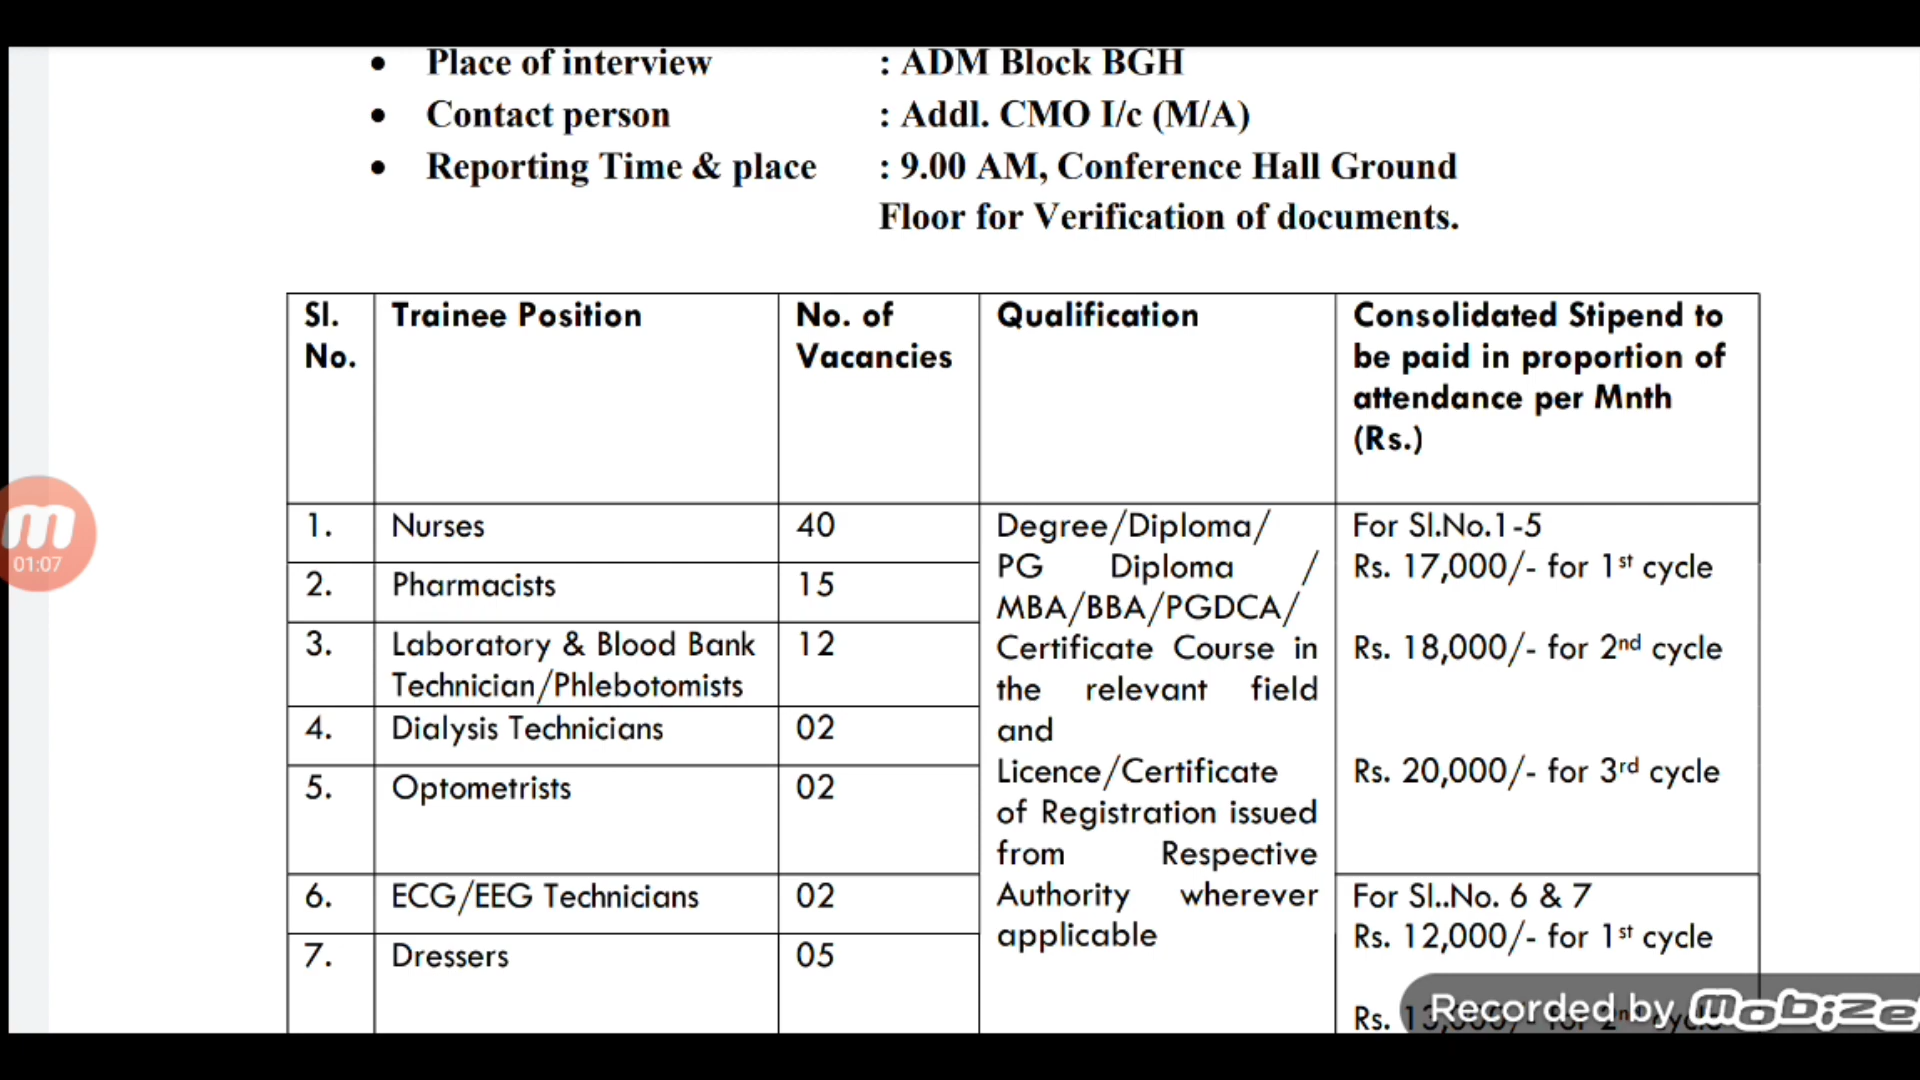 • Place of interview : ADM Block BGH
• Contact person : Addl. CMO I/c (M/A)
• Reporting Time & place : 9.00 AM, Conference Hall Ground
Floor for Verification of documents.
Sl. No.
Trainee Position
No. of Vacancies
Qualification
Consolidated Stipend to
be paid in proportion of
attendance per Mnth
(Rs.)
1. Nurses 40
2. Pharmacists 15
3. Laboratory & Blood Bank 12
Technician/Phlebotomists
4. Dialysis Technicians 02
5. Optometrists 02
6. ECG/EEG Technicians 02
7. Dressers 05
Degree/Diploma/
PG Diploma /
MBA/BBA/PGDCA/
Certificate Course in
the relevant field
and
Licence/Certificate
of Registration issued
from Respective
Authority wherever
applicable
For Sl.No.1-5
Rs. 17,000/- for 1st cycle
Rs. 18,000/- for 2nd cycle
Rs. 20,000/- for 3rd cycle
For Sl..No. 6 & 7
Rs. 12,000/- for 1st cycle
Rs. 13,000/- for 2nd cycle
m
01:07
Recorded by mobize